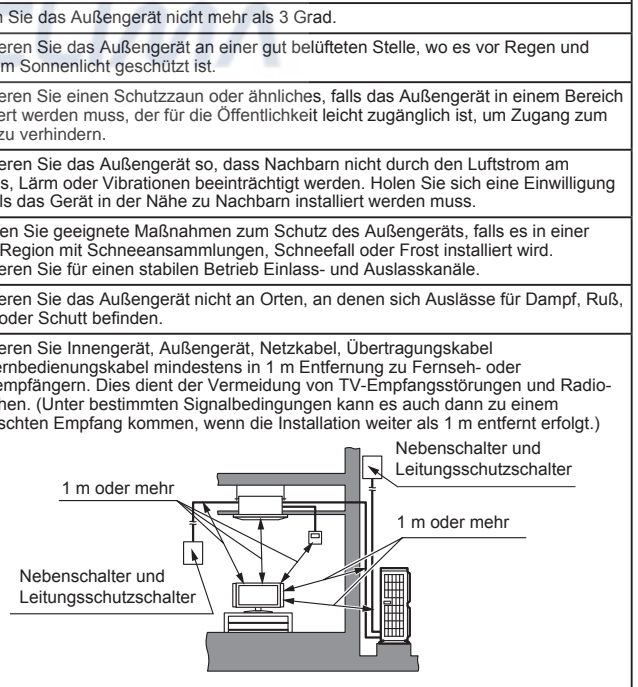 n Sie das Außengerät nicht mehr als 3 Grad.
eren Sie das Außengerät an einer gut belüfteten Stelle, wo es vor Regen und
m Sonnenlicht geschützt ist.
eren Sie einen Schutzzaun oder ähnliches, falls das Außengerät in einem Bereich
ert werden muss, der für die Öffentlichkeit leicht zugänglich ist, um Zugang zum
zu verhindern.
eren Sie das Außengerät so, dass Nachbarn nicht durch den Luftstrom am
s, Lärm oder Vibrationen beeinträchtigt werden. Holen Sie sich eine Einwilligung
ls das Gerät in der Nähe zu Nachbarn installiert werden muss.
en Sie geeignete Maßnahmen zum Schutz des Außengeräts, falls es in einer
Region mit Schneeansammlungen, Schneefall oder Frost installiert wird.
eren Sie für einen stabilen Betrieb Einlass- und Auslasskanäle.
eren Sie das Außengerät nicht an Orten, an denen sich Auslässe für Dampf, Ruß,
oder Schutt befinden.
eren Sie Innengerät, Außengerät, Netzkabel, Übertragungskabel
ernbedienungskabel mindestens in 1 m Entfernung zu Fernseh- oder
empfängern. Dies dient der Vermeidung von TV-Empfangsstörungen und Radio-
hen. (Unter bestimmten Signalbedingungen kann es auch dann zu einem
schten Empfang kommen, wenn die Installation weiter als 1 m entfernt erfolgt.)
Nebenschalter und
Leitungsschutzschalter
1 m oder mehr
1 m oder mehr
Nebenschalter und
Leitungsschutzschalter